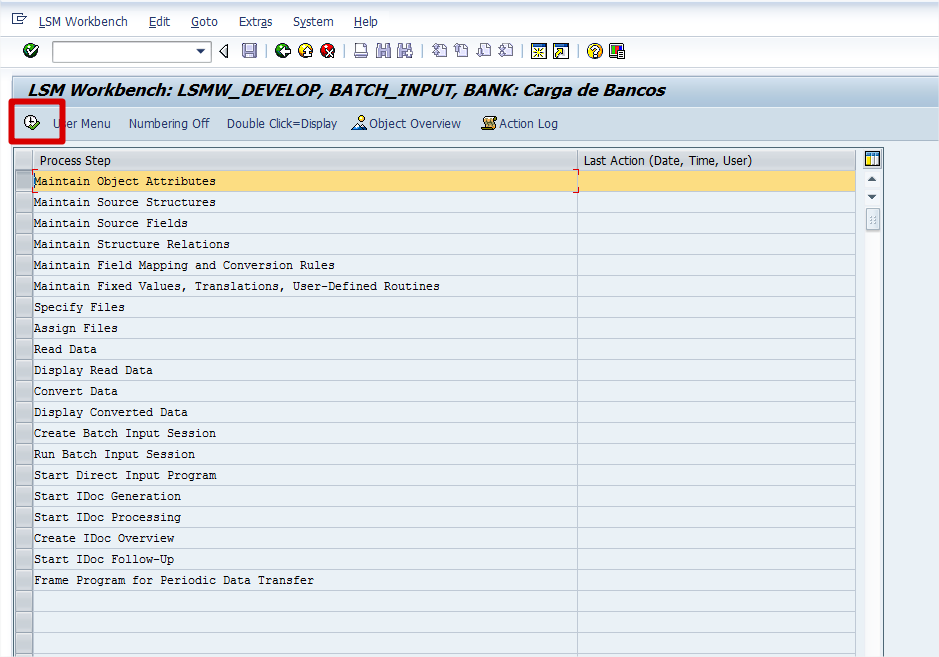 LSM Workbench Edit Goto Extras System Help
LSM Workbench: LSMW_DEVELOP, BATCH_INPUT, BANK: Carga de Bancos
User Menu Numbering Off Double Click=Display Object Overview Action Log
Process Step Last Action (Date, Time, User)
Maintain Object Attributes
Maintain Source Structures
Maintain Source Fields
Maintain Structure Relations
Maintain Field Mapping and Conversion Rules
Maintain Fixed Values, Translations, User-Defined Routines
Specify Files
Assign Files
Read Data
Display Read Data
Convert Data
Display Converted Data
Create Batch Input Session
Run Batch Input Session
Start Direct Input Program
Start IDoc Generation
Start IDoc Processing
Create IDoc Overview
Start IDoc Follow-Up
Frame Program for Periodic Data Transfer